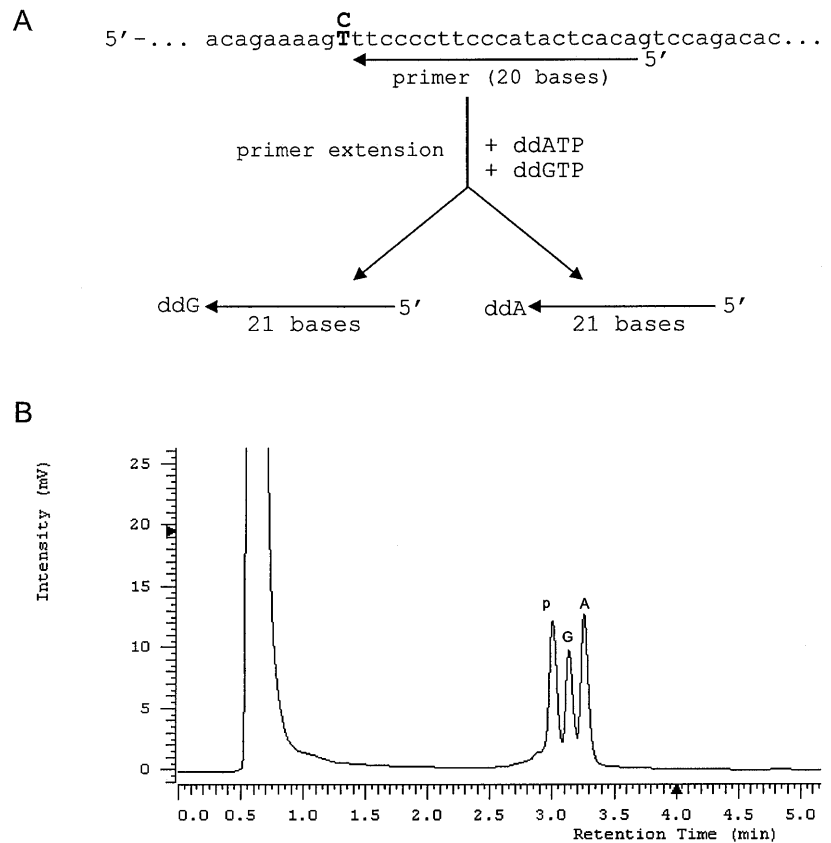 A
C
5'-... acagaaaagTttccccttcccatactcacagtccagacac...
5'
primer (20 bases)
primer extension
+ ddATP
+ ddGTP
ddG 5'
21 bases
ddA 5'
21 bases
B
Intensity (mV)
25
20
15
10
5
0
p
G
A
0.0 0.5 1.0 1.5 2.0 2.5 3.0 3.5 4.0 4.5 5.0
Retention Time (min)